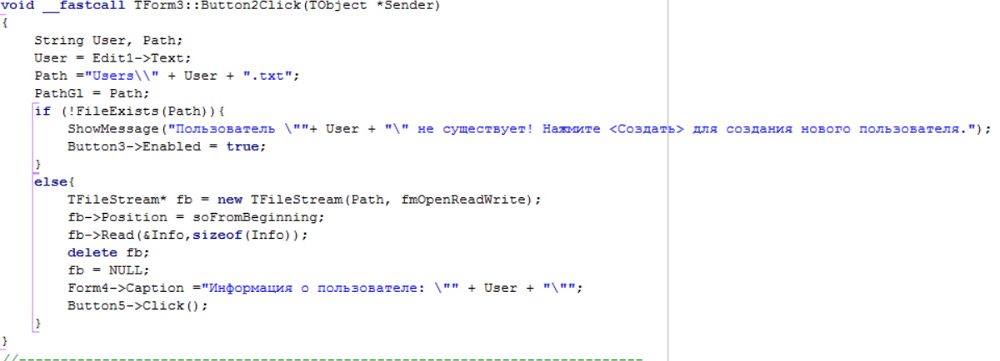 void __fastcall TForm3::Button2Click(TObject *Sender)
{
    String User, Path;
    User = Edit1->Text;
    Path ="Users\\" + User + ".txt";
    PathGl = Path;
    if (!FileExists(Path)){
        ShowMessage("Пользователь \""+ User + "\" не существует! Нажмите <Создать> для создания нового пользователя.");
        Button3->Enabled = true;
    }
    else{
        TFileStream* fb = new TFileStream(Path, fmOpenReadWrite);
        fb->Position = soFromBeginning;
        fb->Read(&Info,sizeof(Info));
        delete fb;
        fb = NULL;
        Form4->Caption ="Информация о пользователе: \"" + User + "\"";
        Button5->Click();
    }
}
//---------------------------------------------------------------------------